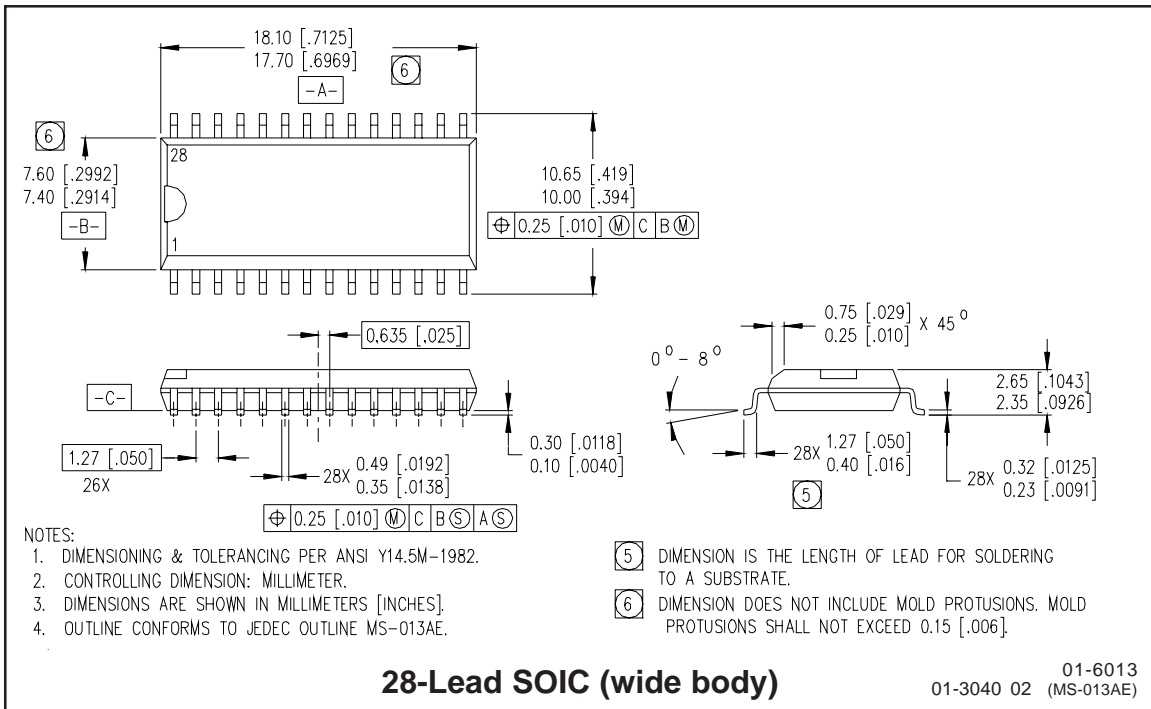 18.10 [.7125]
17.70 [.6969]
6
-A-
6
28
7.60 [.2992]
7.40 [.2914]
-B-
1
10.65 [.419]
10.00 [.394]
⌖ 0.25 [.010] Ⓜ C B Ⓜ
0.635 [.025]
-C-
1.27 [.050]
26X
28X 0.49 [.0192]
0.35 [.0138]
0.30 [.0118]
0.10 [.0040]
⌖ 0.25 [.010] Ⓜ C B Ⓢ A Ⓢ
0.75 [.029]
0.25 [.010] X 45°
0° - 8°
2.65 [.1043]
2.35 [.0926]
28X 1.27 [.050]
0.40 [.016]
5
28X 0.32 [.0125]
0.23 [.0091]
NOTES:
1. DIMENSIONING & TOLERANCING PER ANSI Y14.5M-1982.
2. CONTROLLING DIMENSION: MILLIMETER.
3. DIMENSIONS ARE SHOWN IN MILLIMETERS [INCHES].
4. OUTLINE CONFORMS TO JEDEC OUTLINE MS-013AE.
5 DIMENSION IS THE LENGTH OF LEAD FOR SOLDERING
TO A SUBSTRATE.
6 DIMENSION DOES NOT INCLUDE MOLD PROTUSIONS. MOLD
PROTUSIONS SHALL NOT EXCEED 0.15 [.006].
28-Lead SOIC (wide body)
01-6013
01-3040 02 (MS-013AE)